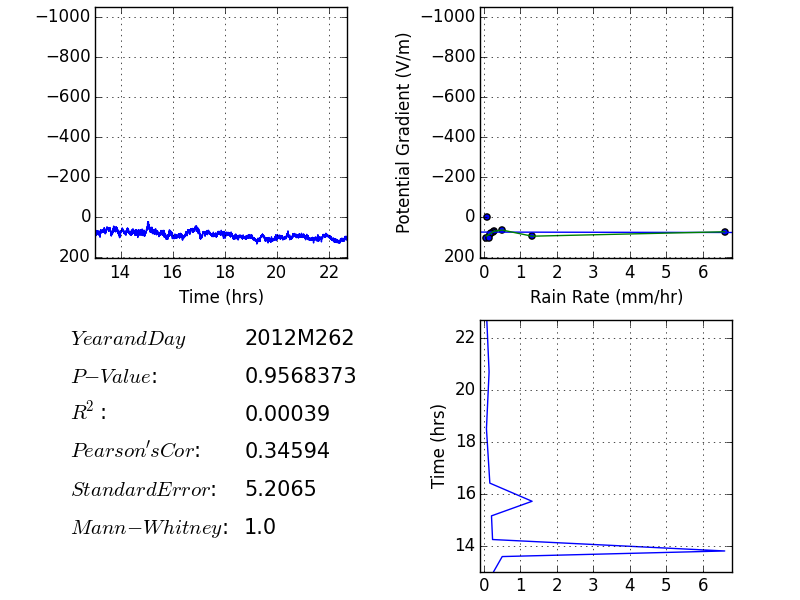 −1000
−800
−600
−400
−200
0
200
14 16 18 20 22
Time (hrs)
Potential Gradient (V/m)
−1000
−800
−600
−400
−200
0
200
0 1 2 3 4 5 6
Rain Rate (mm/hr)
YearandDay 2012M262
P−Value: 0.9568373
R²: 0.00039
Pearson'sCor: 0.34594
StandardError: 5.2065
Mann−Whitney: 1.0
Time (hrs)
22
20
18
16
14
0 1 2 3 4 5 6